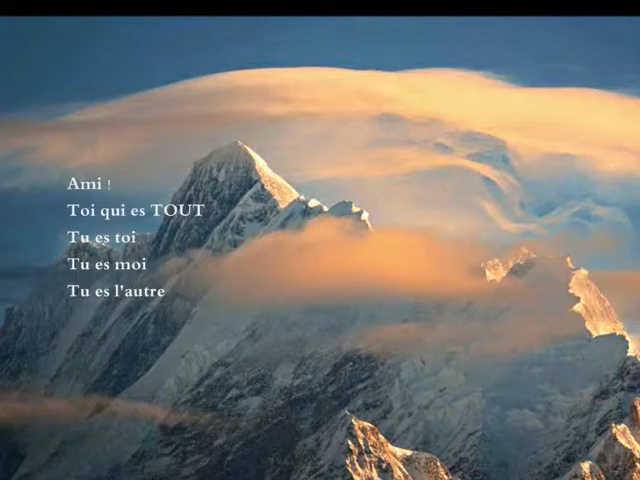 Ami !
Toi qui es TOUT
Tu es toi
Tu es moi
Tu es l'autre